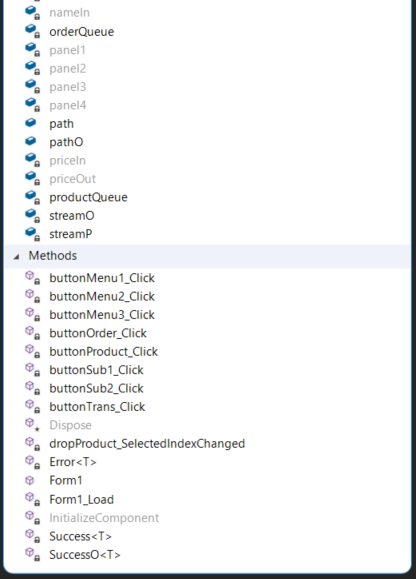 nameIn
orderQueue
panel1
panel2
panel3
panel4
path
pathO
priceIn
priceOut
productQueue
streamO
streamP
Methods
buttonMenu1_Click
buttonMenu2_Click
buttonMenu3_Click
buttonOrder_Click
buttonProduct_Click
buttonSub1_Click
buttonSub2_Click
buttonTrans_Click
Dispose
dropProduct_SelectedIndexChanged
Error<T>
Form1
Form1_Load
InitializeComponent
Success<T>
SuccessO<T>